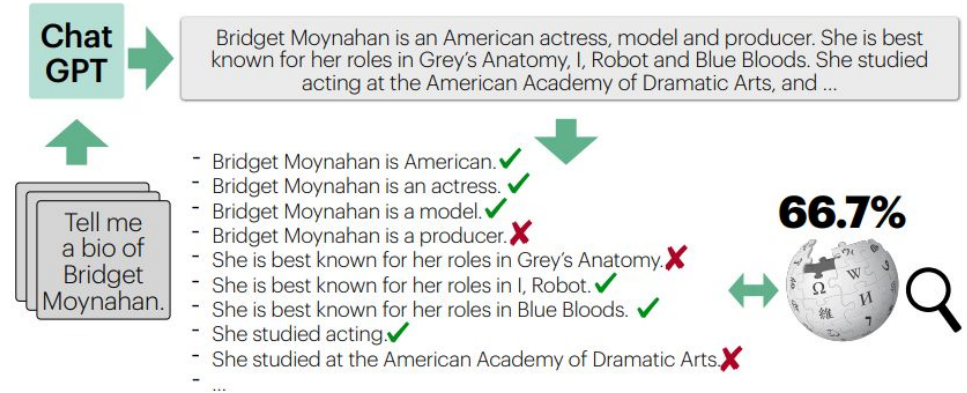 Chat
GPT
Bridget Moynahan is an American actress, model and producer. She is best
known for her roles in Grey's Anatomy, I, Robot and Blue Bloods. She studied
acting at the American Academy of Dramatic Arts, and ...
Tell me
a bio of
Bridget
Moynahan.
- Bridget Moynahan is American.
- Bridget Moynahan is an actress.
- Bridget Moynahan is a model.
- Bridget Moynahan is a producer.
- She is best known for her roles in Grey's Anatomy.
- She is best known for her roles in I, Robot.
- She is best known for her roles in Blue Bloods.
- She studied acting.
- She studied at the American Academy of Dramatic Arts.
- ...
66.7%
Ω W
維 И